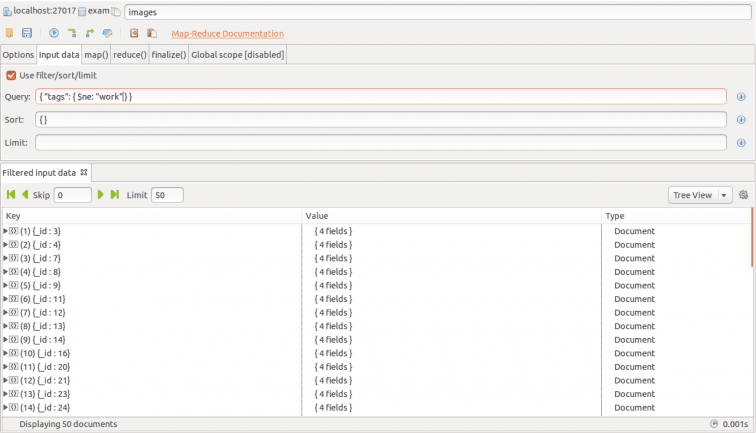 localhost:27017 exam images
Map-Reduce Documentation
Options Input data map() reduce() finalize() Global scope [disabled]
Use filter/sort/limit
Query: { "tags": { $ne: "work"} }
Sort: {}
Limit:
Filtered input data
Skip 0 Limit 50 Tree View
Key Value Type
(1) {_id : 3} { 4 fields } Document
(2) {_id : 4} { 4 fields } Document
(3) {_id : 7} { 4 fields } Document
(4) {_id : 8} { 4 fields } Document
(5) {_id : 9} { 4 fields } Document
(6) {_id : 11} { 4 fields } Document
(7) {_id : 12} { 4 fields } Document
(8) {_id : 13} { 4 fields } Document
(9) {_id : 14} { 4 fields } Document
(10) {_id : 16} { 4 fields } Document
(11) {_id : 20} { 4 fields } Document
(12) {_id : 21} { 4 fields } Document
(13) {_id : 23} { 4 fields } Document
(14) {_id : 24} { 4 fields } Document
Displaying 50 documents 0.001s